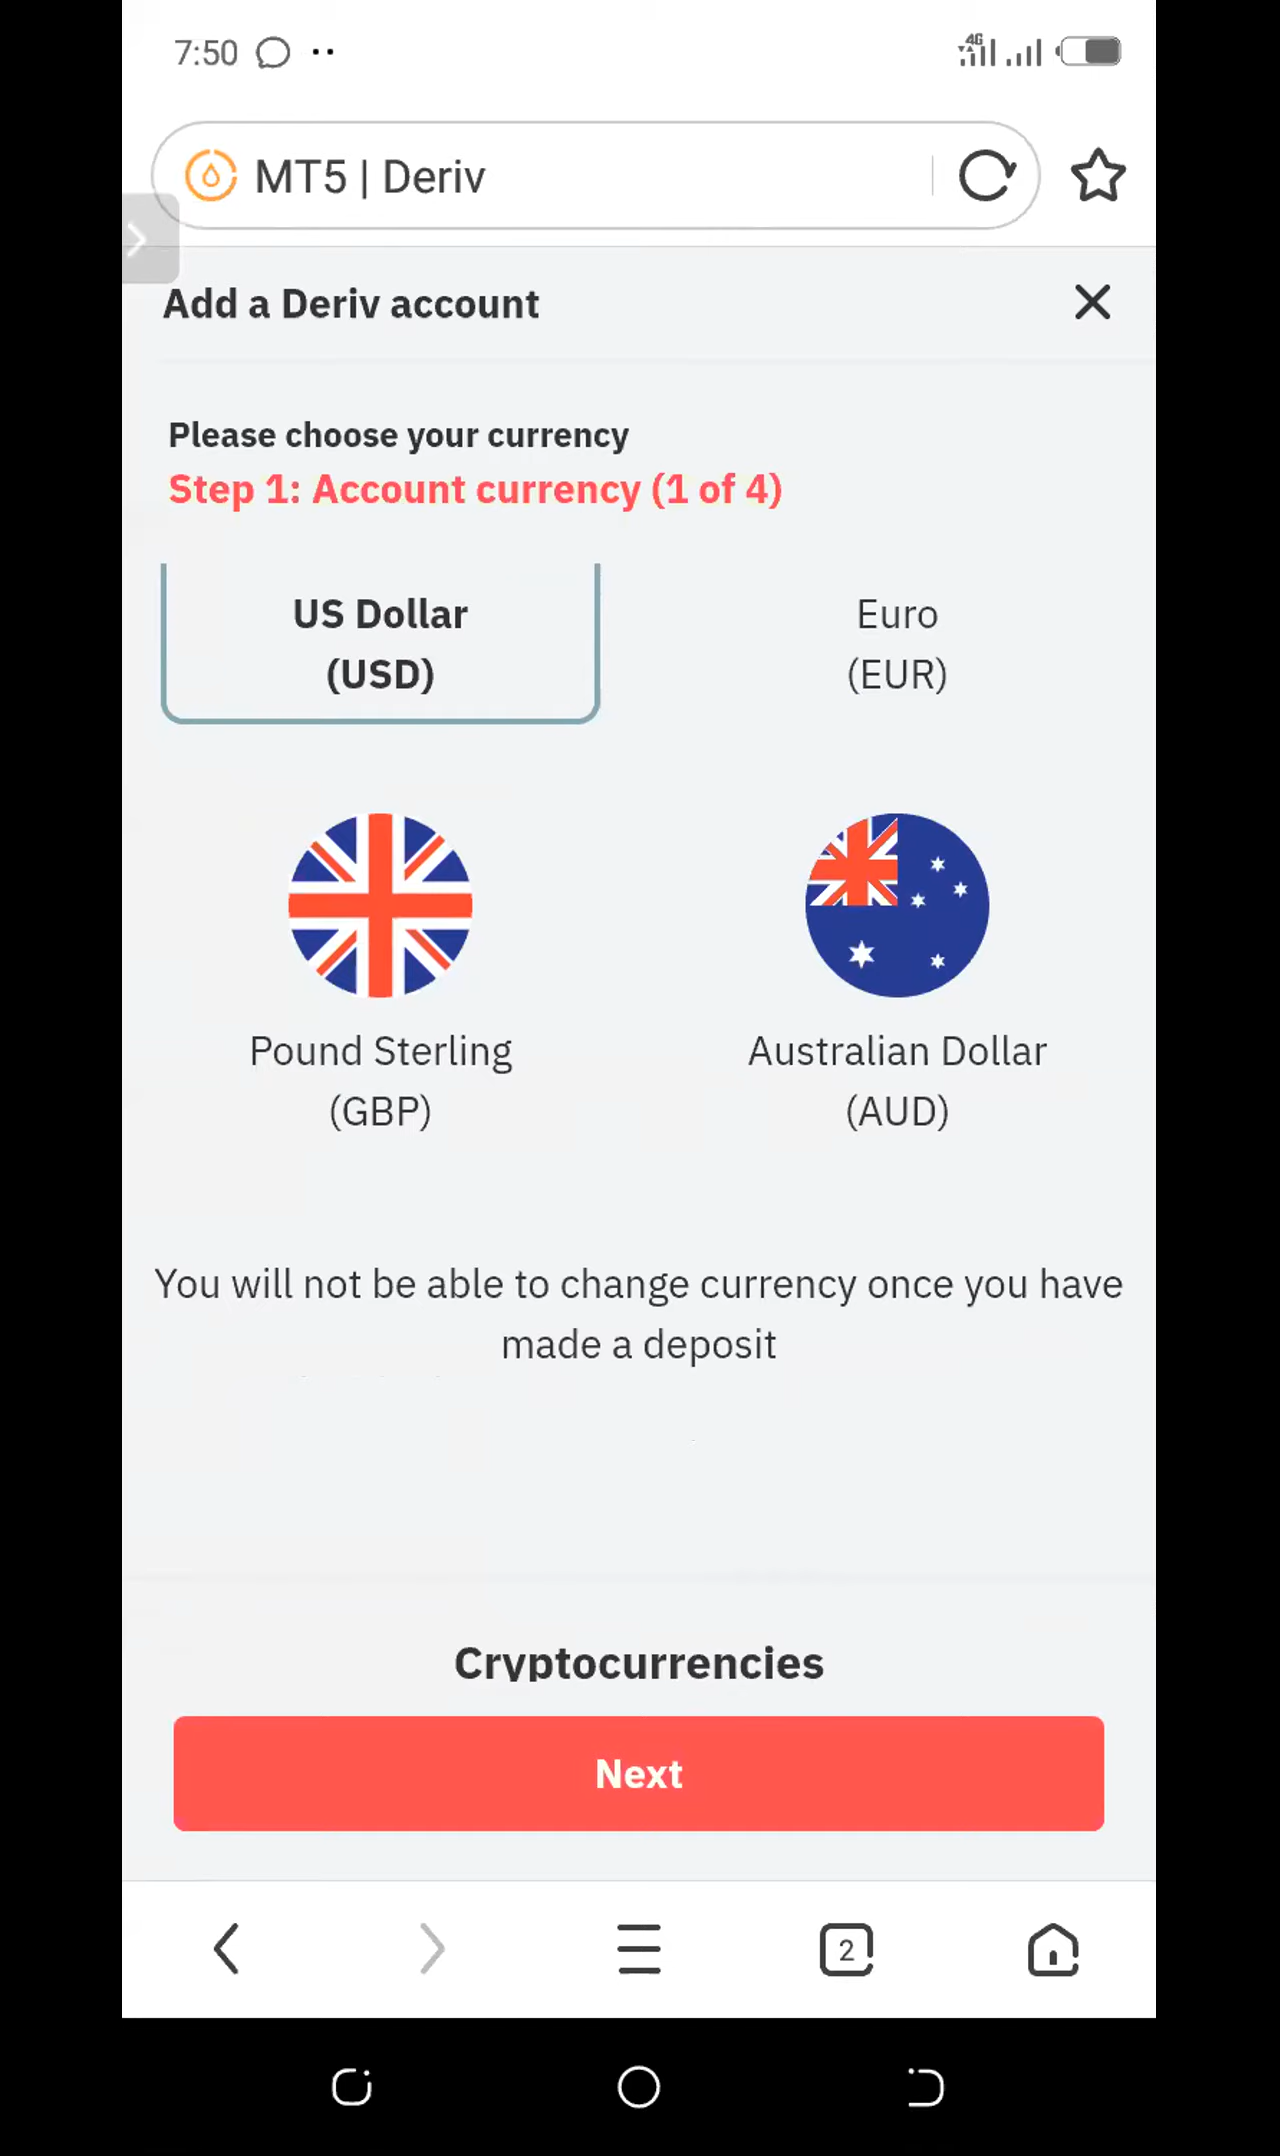 7:50
4G
MT5 | Deriv
Add a Deriv account
Please choose your currency
Step 1: Account currency (1 of 4)
US Dollar
(USD)
Euro
(EUR)
Pound Sterling
(GBP)
Australian Dollar
(AUD)
You will not be able to change currency once you have
made a deposit
Cryptocurrencies
Next
2